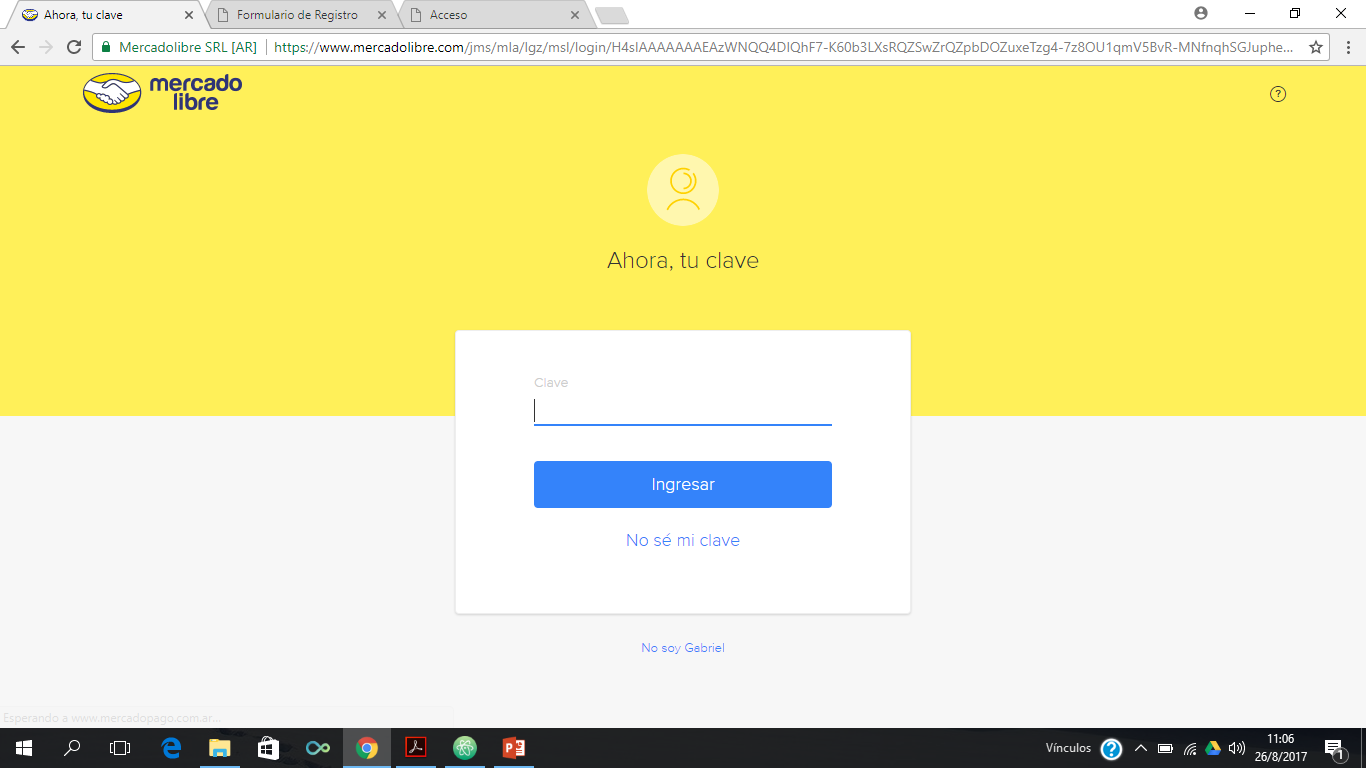 Ahora, tu clave
Formulario de Registro
Acceso
Mercadolibre SRL [AR]
https://www.mercadolibre.com/jms/mla/lgz/msl/login/H4sIAAAAAAAEAzWNQQ4DIQhF7-K60b3LXsRQZSwZrQZpbDOZuxeTzg4-7z8OU1qmV5BvR-MNfnqhSGJuphe...
mercado
libre
?
Ahora, tu clave
Clave
Ingresar
No sé mi clave
No soy Gabriel
Esperando a www.mercadopago.com.ar...
Vínculos
?
11:06
26/8/2017
1